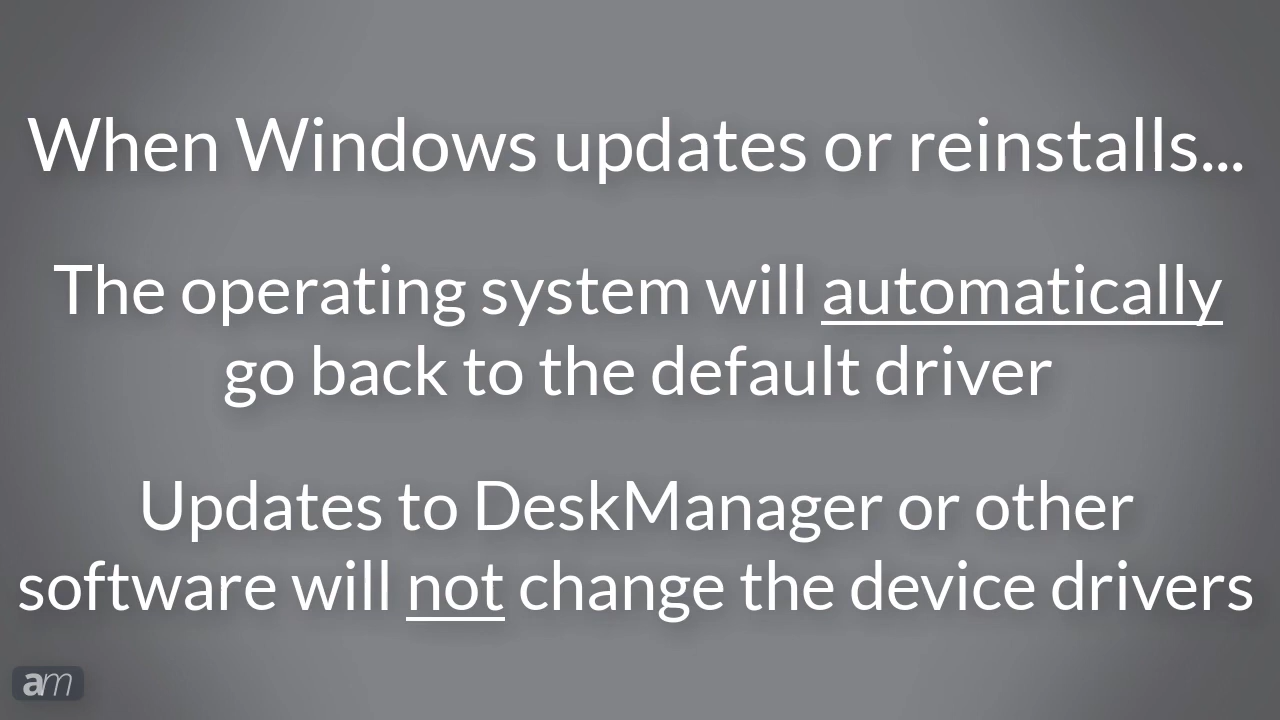 When Windows updates or reinstalls...
The operating system will automatically
go back to the default driver
Updates to DeskManager or other
software will not change the device drivers
am